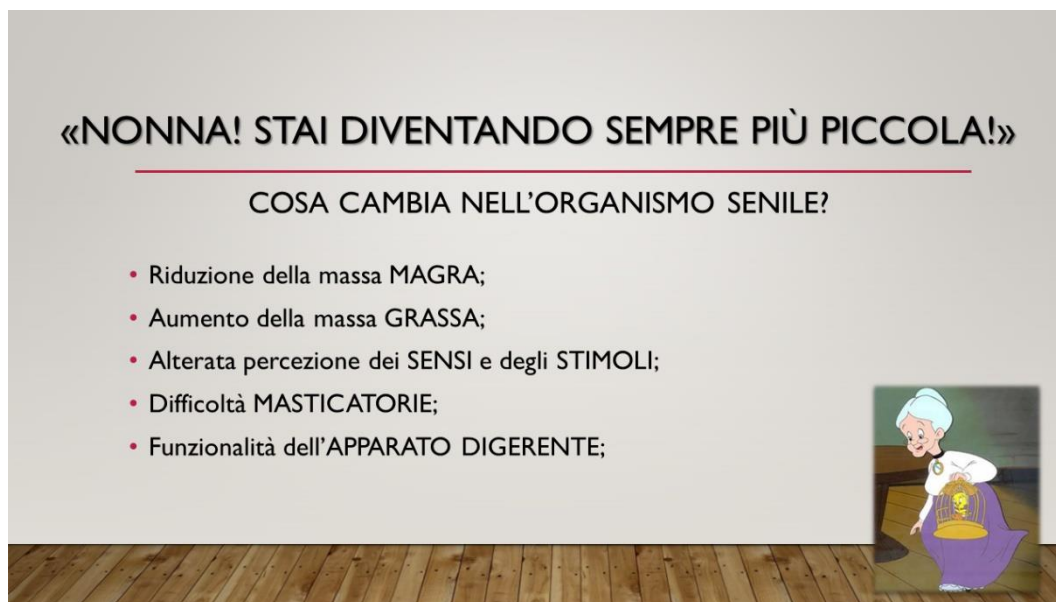 «NONNA! STAI DIVENTANDO SEMPRE PIÙ PICCOLA!»
COSA CAMBIA NELL'ORGANISMO SENILE?
• Riduzione della massa MAGRA;
• Aumento della massa GRASSA;
• Alterata percezione dei SENSI e degli STIMOLI;
• Difficoltà MASTICATORIE;
• Funzionalità dell'APPARATO DIGERENTE;